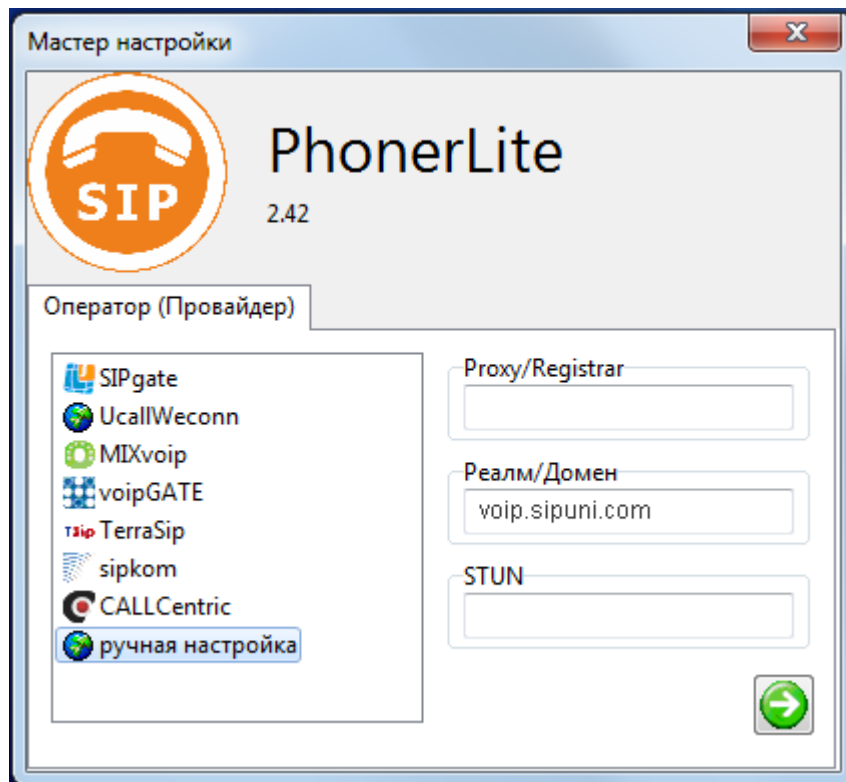 Мастер настройки
SIP
PhonerLite
2.42
Оператор (Провайдер)
SIPgate
UcallWeconn
MIXvoip
voipGATE
TSip TerraSip
sipkom
CALLCentric
ручная настройка
Proxy/Registrar
Реалм/Домен
voip.sipuni.com
STUN